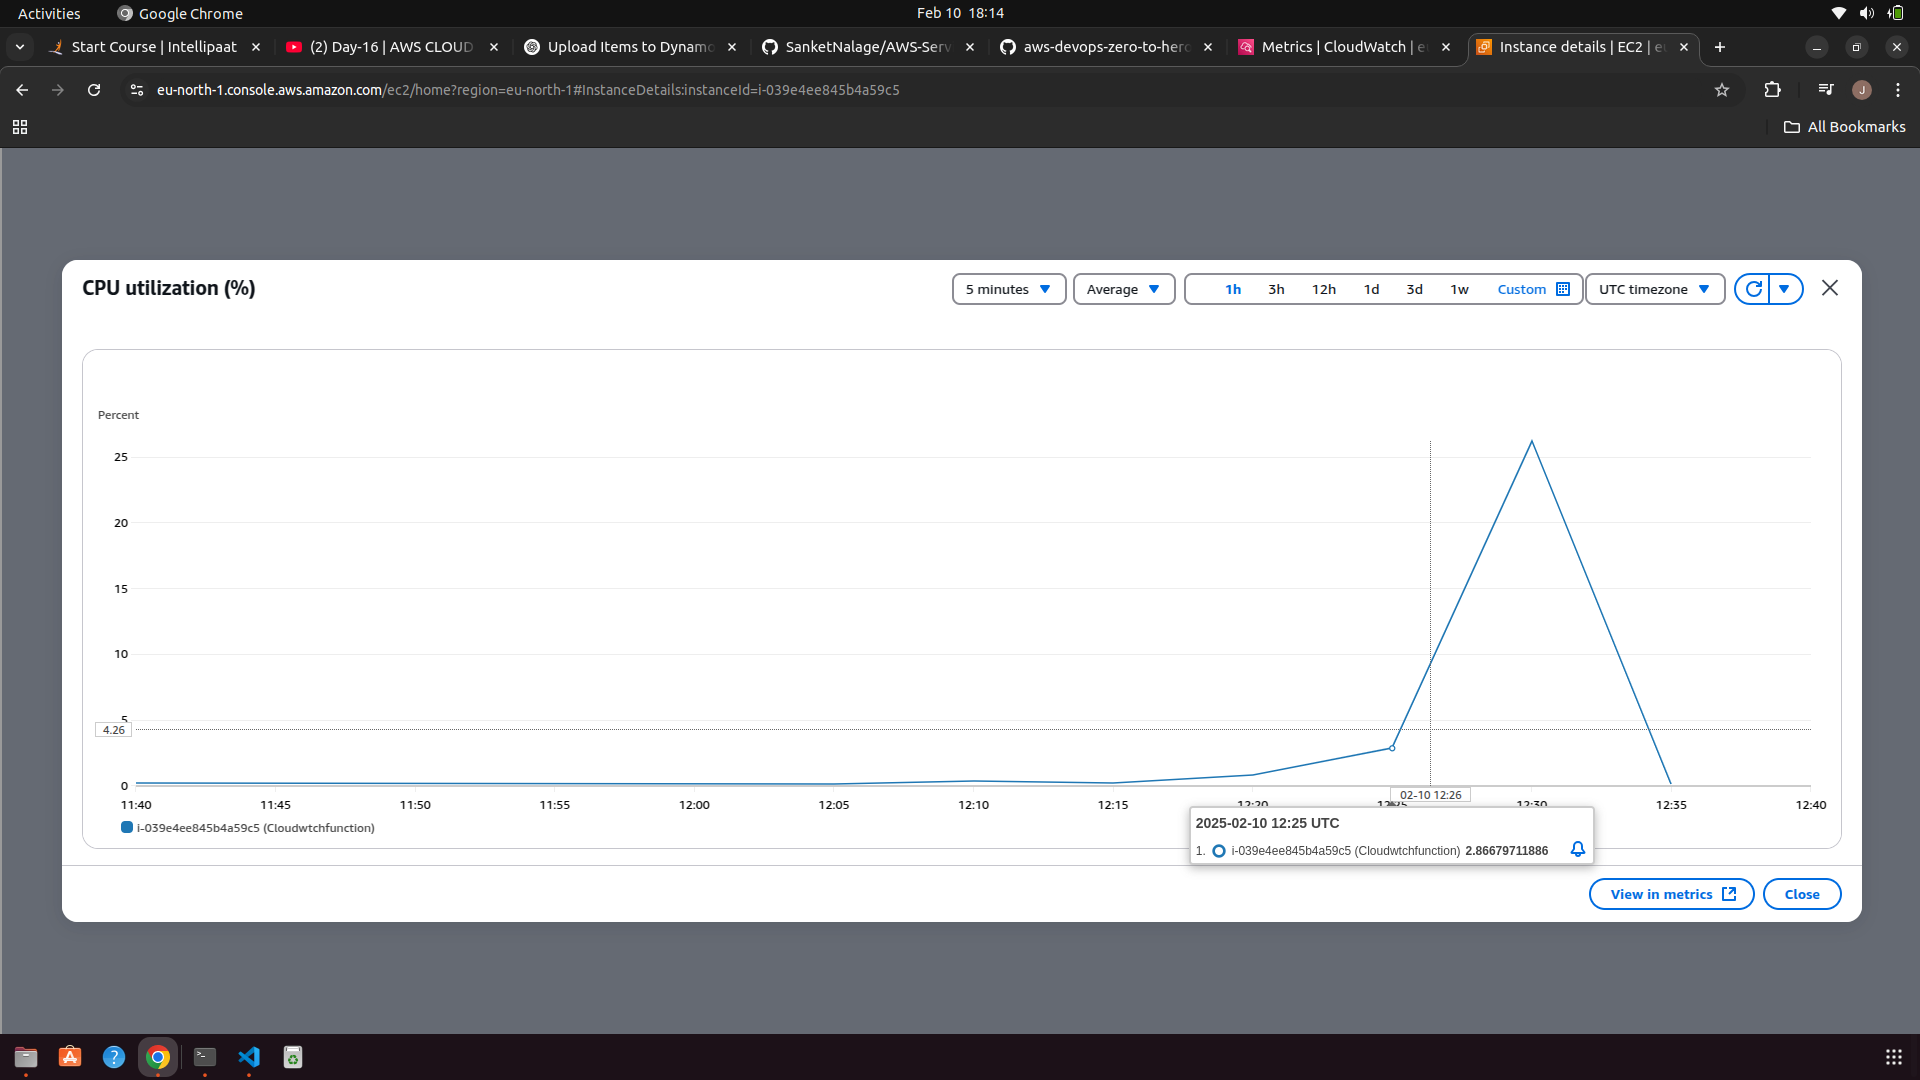 Activities Google Chrome Feb 10 18:14
Start Course | Intellipaat (2) Day-16 | AWS CLOUD Upload Items to Dynamo SanketNalage/AWS-Serv aws-devops-zero-to-hero Metrics | CloudWatch | e Instance details | EC2 | e
eu-north-1.console.aws.amazon.com/ec2/home?region=eu-north-1#InstanceDetails:instanceId=i-039e4ee845b4a59c5 J
All Bookmarks
CPU utilization (%) 5 minutes Average 1h 3h 12h 1d 3d 1w Custom UTC timezone
Percent
25
20
15
10
5
4.26
0
02-10 12:26
11:40 11:45 11:50 11:55 12:00 12:05 12:10 12:15 12:20 12:25 12:30 12:35 12:40
i-039e4ee845b4a59c5 (Cloudwtchfunction)
2025-02-10 12:25 UTC
1. i-039e4ee845b4a59c5 (Cloudwtchfunction) 2.86679711886
View in metrics Close